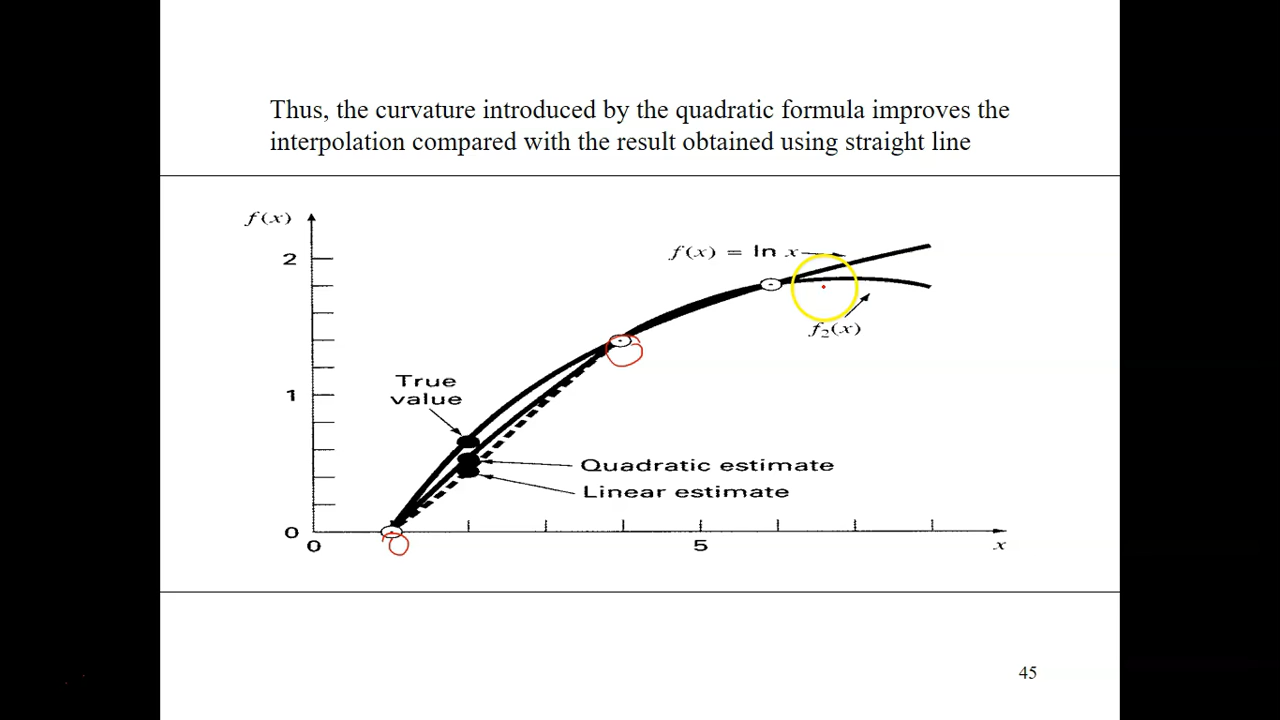 Thus, the curvature introduced by the quadratic formula improves the
interpolation compared with the result obtained using straight line
f(x)
2
f(x) = ln x
f₂(x)
True
value
1
Quadratic estimate
Linear estimate
0
0
5
x
45